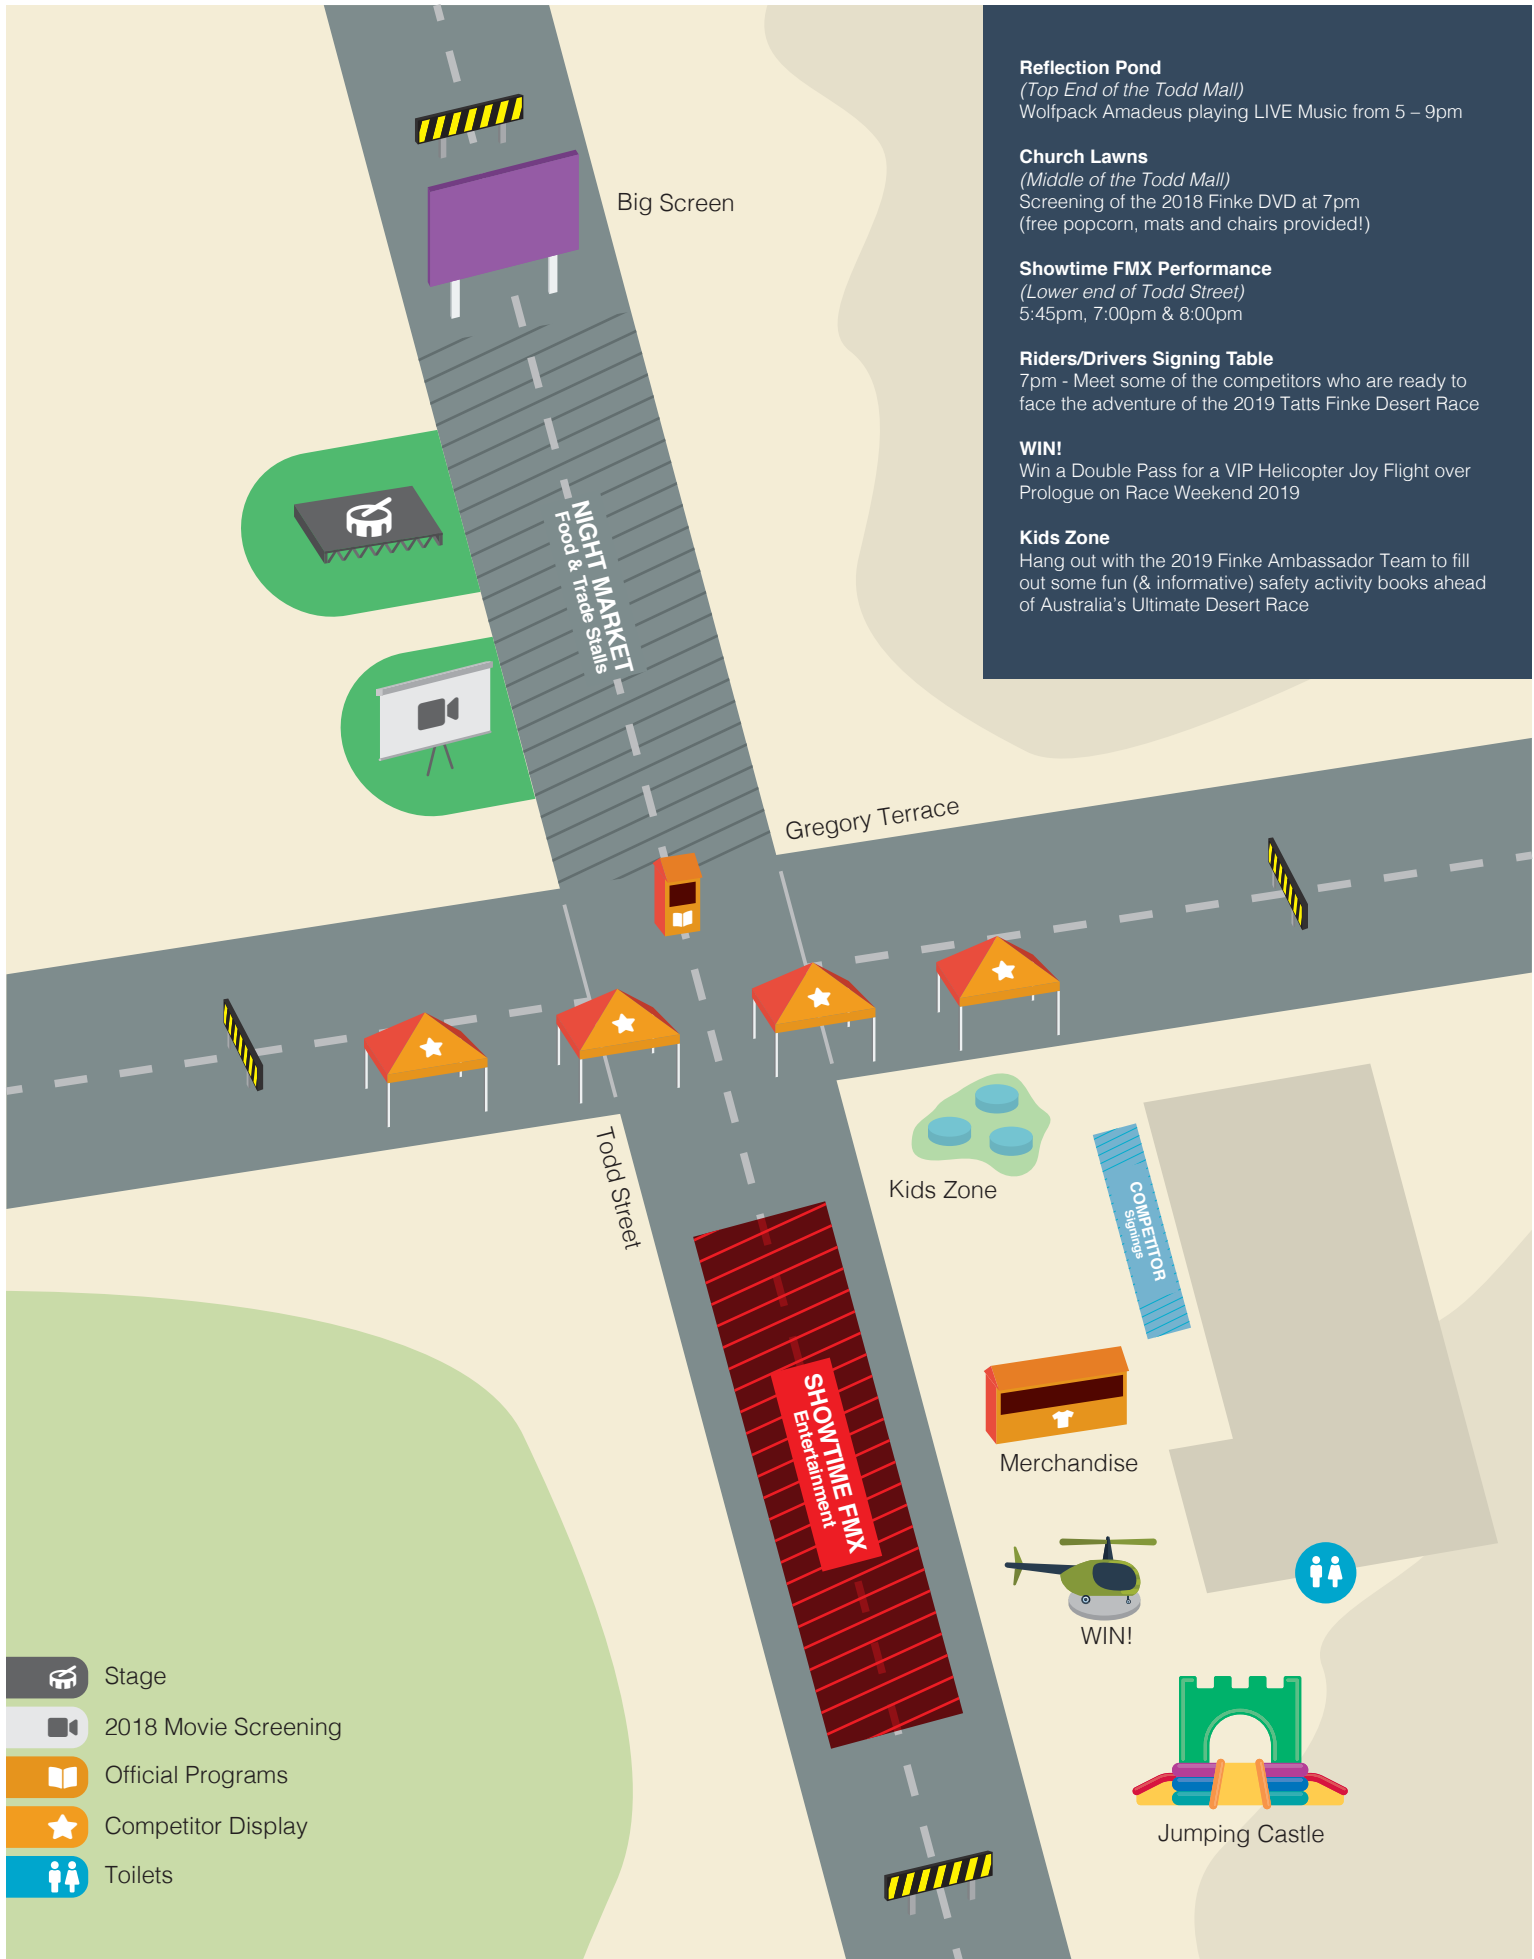 Reflection Pond
(Top End of the Todd Mall)
Wolfpack Amadeus playing LIVE Music from 5 – 9pm
Church Lawns
(Middle of the Todd Mall)
Screening of the 2018 Finke DVD at 7pm
(free popcorn, mats and chairs provided!)
Showtime FMX Performance
(Lower end of Todd Street)
5:45pm, 7:00pm & 8:00pm
Riders/Drivers Signing Table
7pm - Meet some of the competitors who are ready to
face the adventure of the 2019 Tatts Finke Desert Race
WIN!
Win a Double Pass for a VIP Helicopter Joy Flight over
Prologue on Race Weekend 2019
Kids Zone
Hang out with the 2019 Finke Ambassador Team to fill
out some fun (& informative) safety activity books ahead
of Australia's Ultimate Desert Race
Big Screen
NIGHT MARKET
Food & Trade Stalls
Gregory Terrace
Todd Street
Kids Zone
COMPETITOR
Signings
SHOWTIME FMX
Entertainment
Merchandise
WIN!
Jumping Castle
Stage
2018 Movie Screening
Official Programs
Competitor Display
Toilets